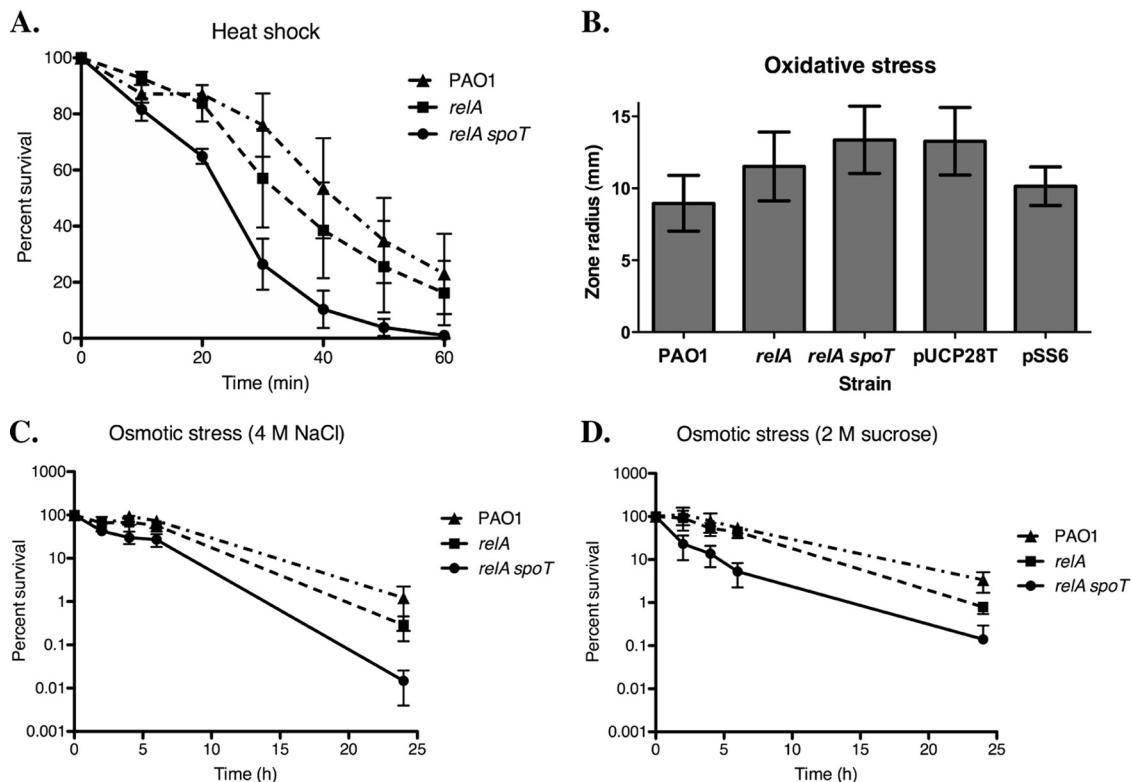 A.
Heat shock
Percent survival
100
80
60
40
20
0
0 20 40 60
Time (min)
PAO1
relA
relA spoT
B.
Oxidative stress
Zone radius (mm)
15
10
5
0
PAO1 relA relA spoT pUCP28T pSS6
Strain
C.
Osmotic stress (4 M NaCl)
Percent survival
1000
100
10
1
0.1
0.01
0.001
0 5 10 15 20 25
Time (h)
PAO1
relA
relA spoT
D.
Osmotic stress (2 M sucrose)
Percent survival
1000
100
10
1
0.1
0.01
0.001
0 5 10 15 20 25
Time (h)
PAO1
relA
relA spoT